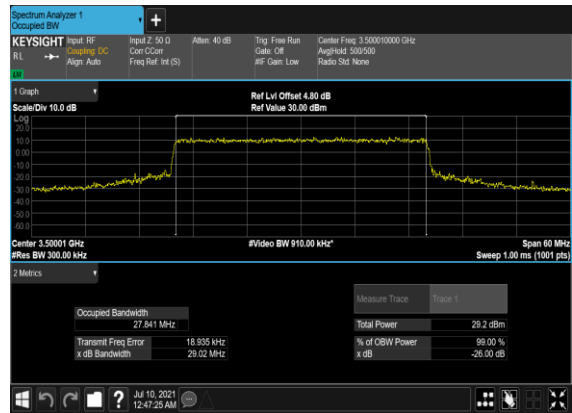 Spectrum Analyzer 1
Occupied BW
+
KEYSIGHT Input: RF Input Z: 50 Ω Atten: 40 dB Trig: Free Run Center Freq: 3.500010000 GHz
RL Coupling: DC Corr CCorr Gate: Off Avg|Hold: 500/500
Align: Auto Freq Ref: Int (S) #IF Gain: Low Radio Std: None
1 Graph
Ref Lvl Offset 4.80 dB
Scale/Div 10.0 dB Ref Value 30.00 dBm
Log
20.0
10.0
0.00
-10.0
-20.0
-30.0
-40.0
-50.0
-60.0
Center 3.50001 GHz #Video BW 910.00 kHz* Span 60 MHz
#Res BW 300.00 kHz Sweep 1.00 ms (1001 pts)
2 Metrics
Measure Trace Trace 1
Occupied Bandwidth
27.841 MHz Total Power 29.2 dBm
Transmit Freq Error 18.935 kHz % of OBW Power 99.00 %
x dB Bandwidth 29.02 MHz x dB -26.00 dB
? Jul 10, 2021
12:47:25 AM